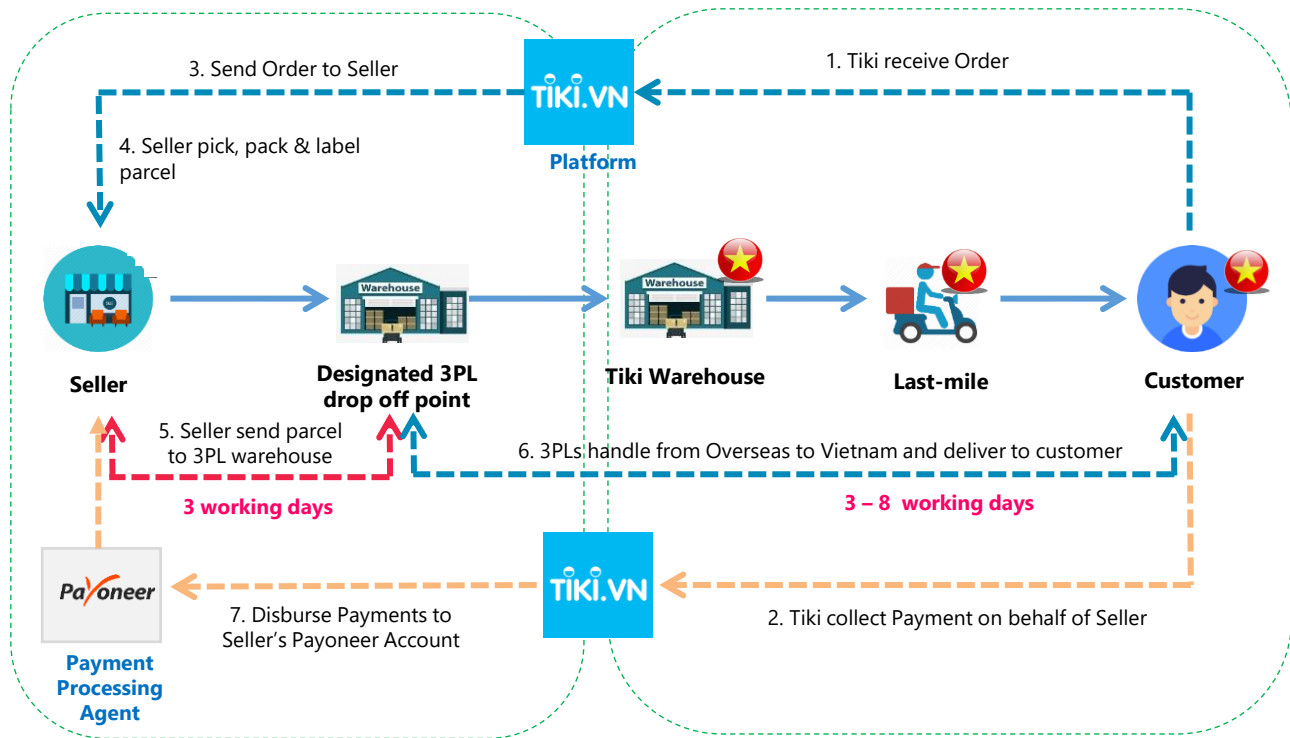 3. Send Order to Seller
TiKi.VN
1. Tiki receive Order
4. Seller pick, pack & label
parcel
Platform
Warehouse
Warehouse
Seller
Designated 3PL
drop off point
Tiki Warehouse
Last-mile
Customer
5. Seller send parcel
to 3PL warehouse
6. 3PLs handle from Overseas to Vietnam and deliver to customer
3 working days
3 – 8 working days
Payoneer
TiKi.VN
7. Disburse Payments to
Seller's Payoneer Account
2. Tiki collect Payment on behalf of Seller
Payment
Processing
Agent